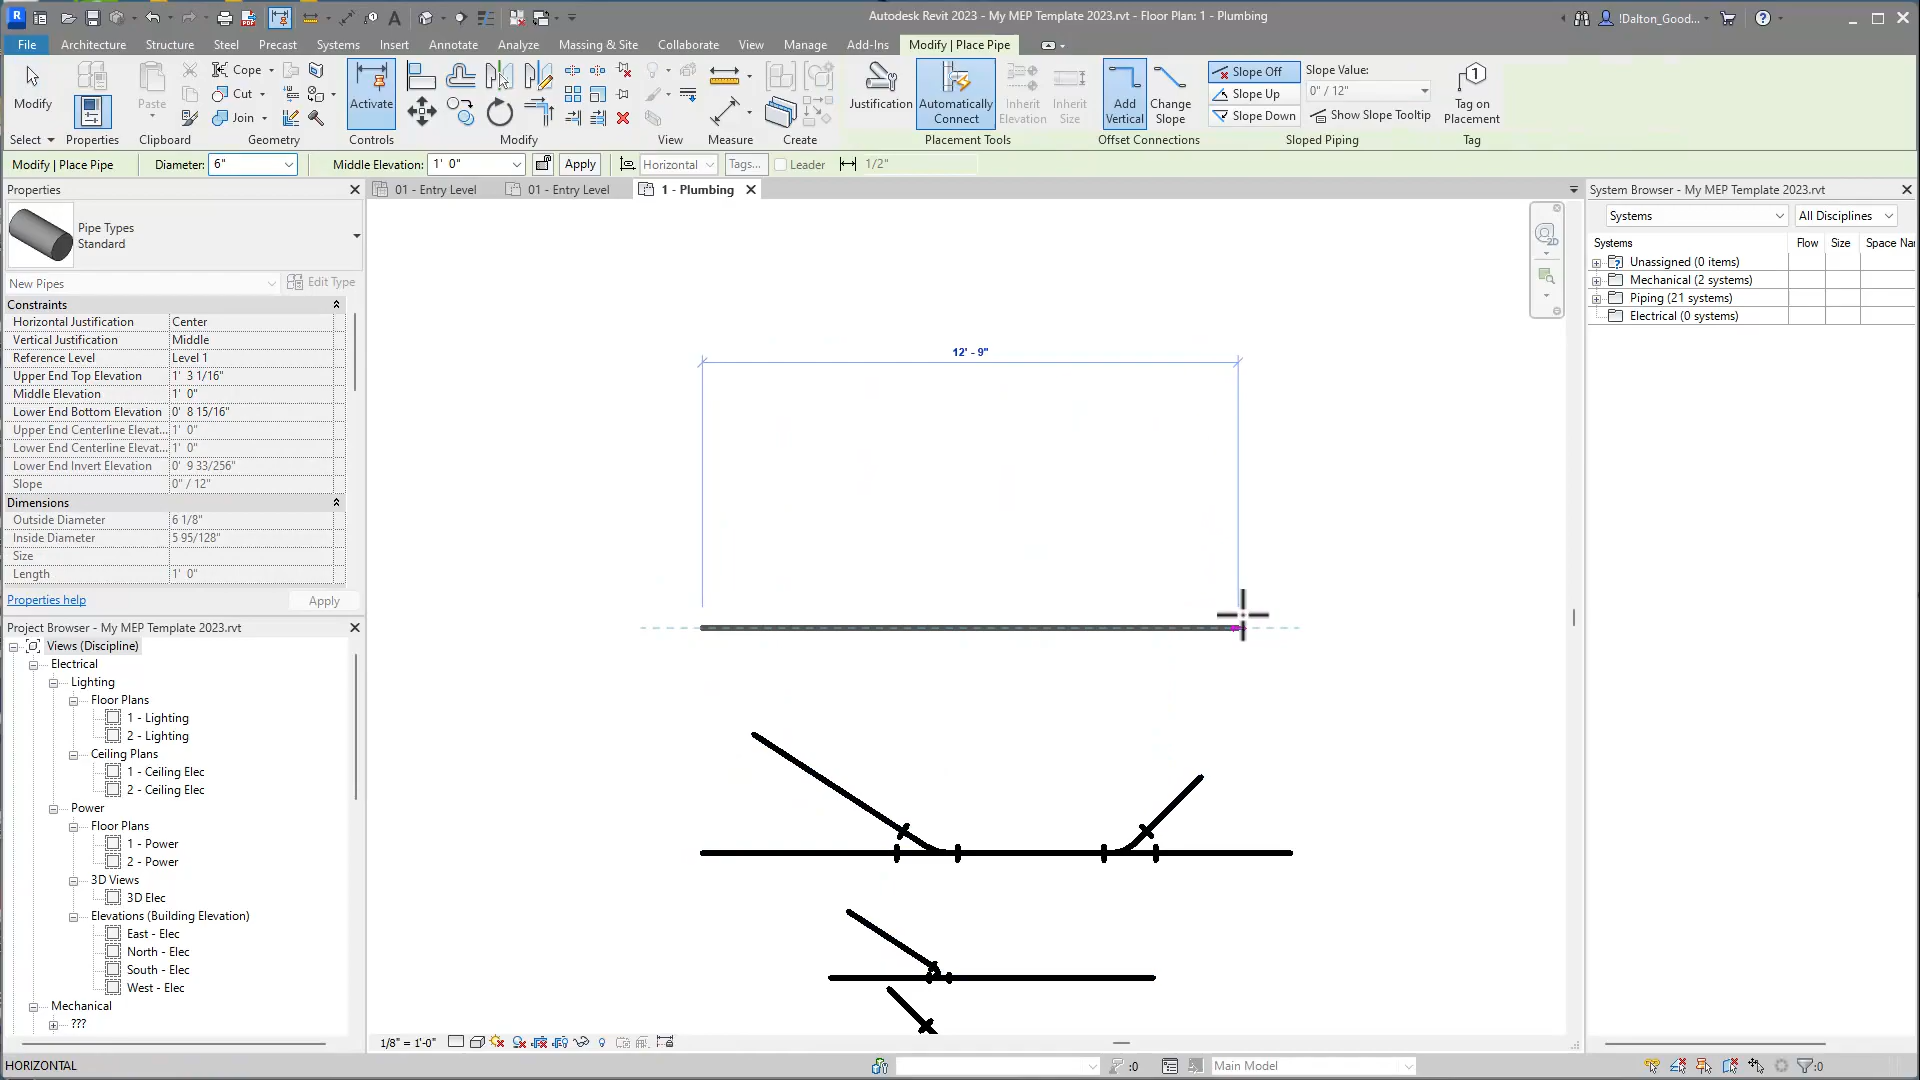 Autodesk Revit 2023 - My MEP Template 2023.rvt - Floor Plan: 1 - Plumbing
!Dalton_Good...
File Architecture Structure Steel Precast Systems Insert Annotate Analyze Massing & Site Collaborate View Manage Add-Ins Modify | Place Pipe
Modify
Paste
Cope
Cut
Join
Activate
Justification
Automatically Connect
Inherit Elevation
Inherit Size
Add Vertical
Change Slope
Slope Off
Slope Up
Slope Down
Slope Value:
0" / 12"
Show Slope Tooltip
Tag on Placement
Select Properties Clipboard Geometry Controls Modify View Measure Create Placement Tools Offset Connections Sloped Piping Tag
Modify | Place Pipe Diameter: 6" Middle Elevation: 1' 0" Apply Horizontal Tags... Leader 1/2"
Properties
Pipe Types
Standard
New Pipes Edit Type
Constraints
Horizontal Justification Center
Vertical Justification Middle
Reference Level Level 1
Upper End Top Elevation 1' 3 1/16"
Middle Elevation 1' 0"
Lower End Bottom Elevation 0' 8 15/16"
Upper End Centerline Elevat... 1' 0"
Lower End Centerline Elevat... 1' 0"
Lower End Invert Elevation 0' 9 33/256"
Slope 0" / 12"
Dimensions
Outside Diameter 6 1/8"
Inside Diameter 5 95/128"
Size
Length 1' 0"
Properties help Apply
Project Browser - My MEP Template 2023.rvt
Views (Discipline)
Electrical
Lighting
Floor Plans
1 - Lighting
2 - Lighting
Ceiling Plans
1 - Ceiling Elec
2 - Ceiling Elec
Power
Floor Plans
1 - Power
2 - Power
3D Views
3D Elec
Elevations (Building Elevation)
East - Elec
North - Elec
South - Elec
West - Elec
Mechanical
???
01 - Entry Level 01 - Entry Level 1 - Plumbing
12' - 9"
2D
System Browser - My MEP Template 2023.rvt
Systems All Disciplines
Systems Flow Size Space Nar
Unassigned (0 items)
Mechanical (2 systems)
Piping (21 systems)
Electrical (0 systems)
1/8" = 1'-0"
HORIZONTAL
:0
Main Model
:0